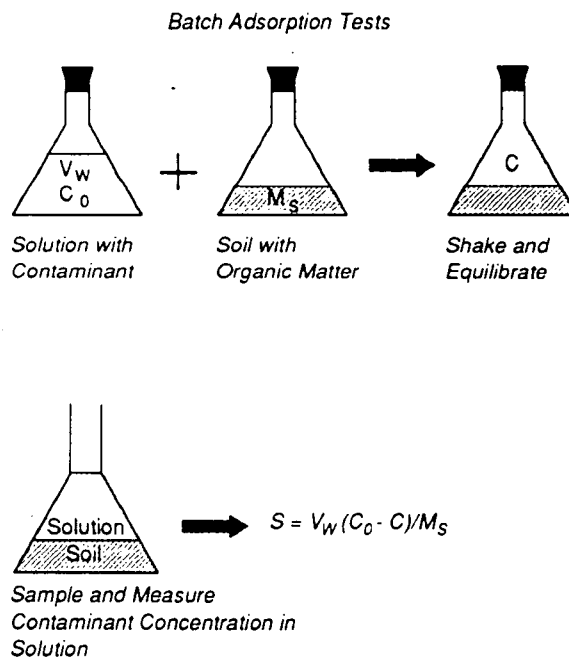 Batch Adsorption Tests
V_W
C_0
M_S
C
Solution with
Contaminant
Soil with
Organic Matter
Shake and
Equilibrate
Solution
Soil
S = V_W(C_0 - C)/M_S
Sample and Measure
Contaminant Concentration in
Solution